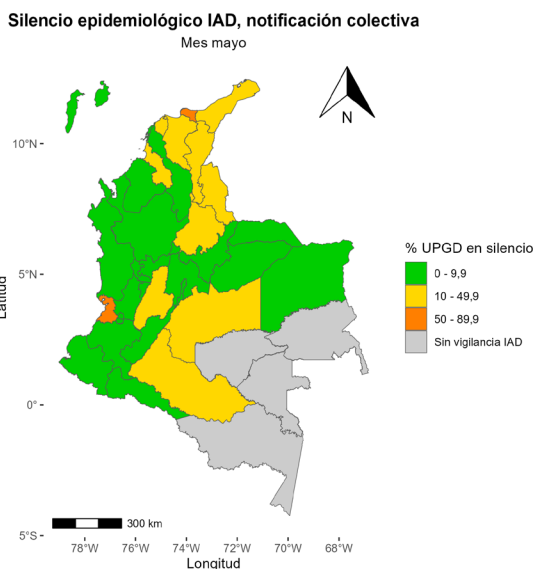 Silencio epidemiológico IAD, notificación colectiva
Mes mayo
N
10°N
5°N
0°
5°S
Latitud
% UPGD en silencio
0 - 9,9
10 - 49,9
50 - 89,9
Sin vigilancia IAD
300 km
78°W 76°W 74°W 72°W 70°W 68°W
Longitud